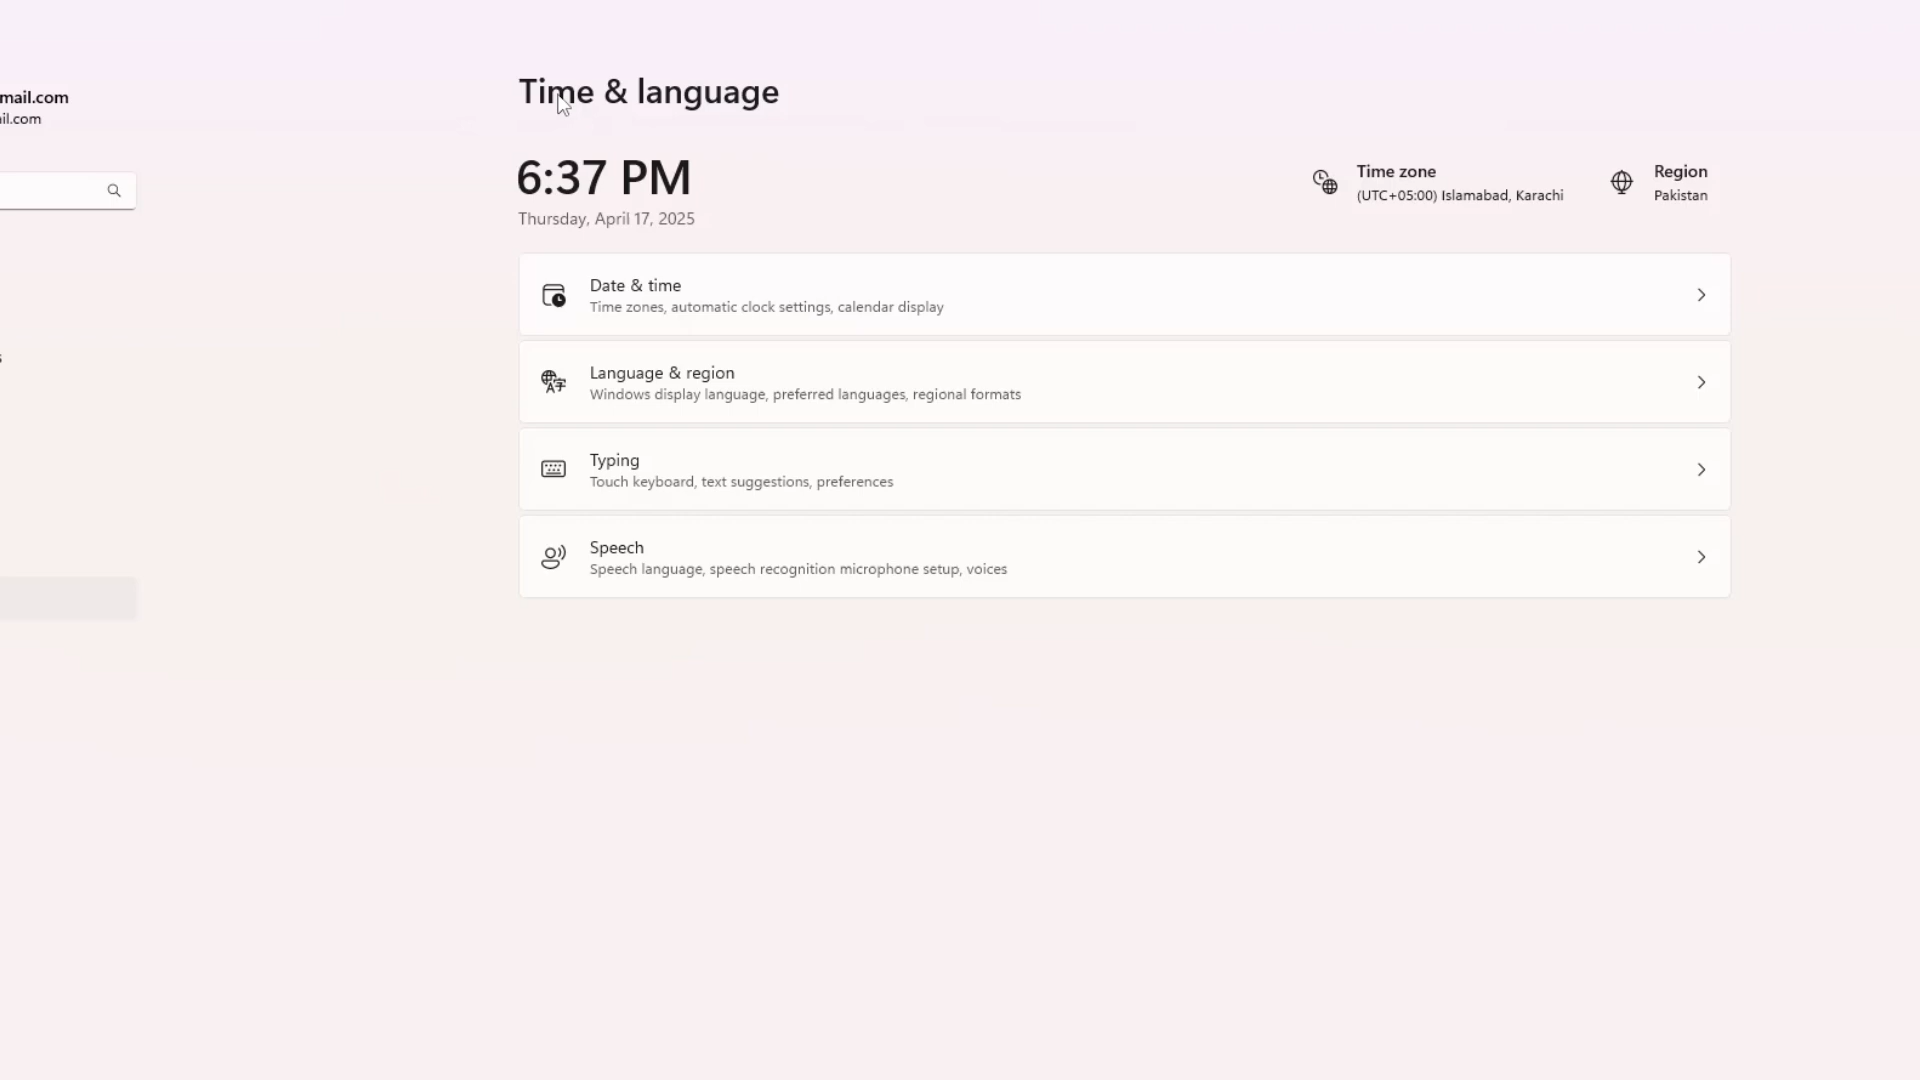 mail.com
il.com
Time & language
6:37 PM
Thursday, April 17, 2025
Time zone
(UTC+05:00) Islamabad, Karachi
Region
Pakistan
Date & time
Time zones, automatic clock settings, calendar display
Language & region
Windows display language, preferred languages, regional formats
s
Typing
Touch keyboard, text suggestions, preferences
Speech
Speech language, speech recognition microphone setup, voices